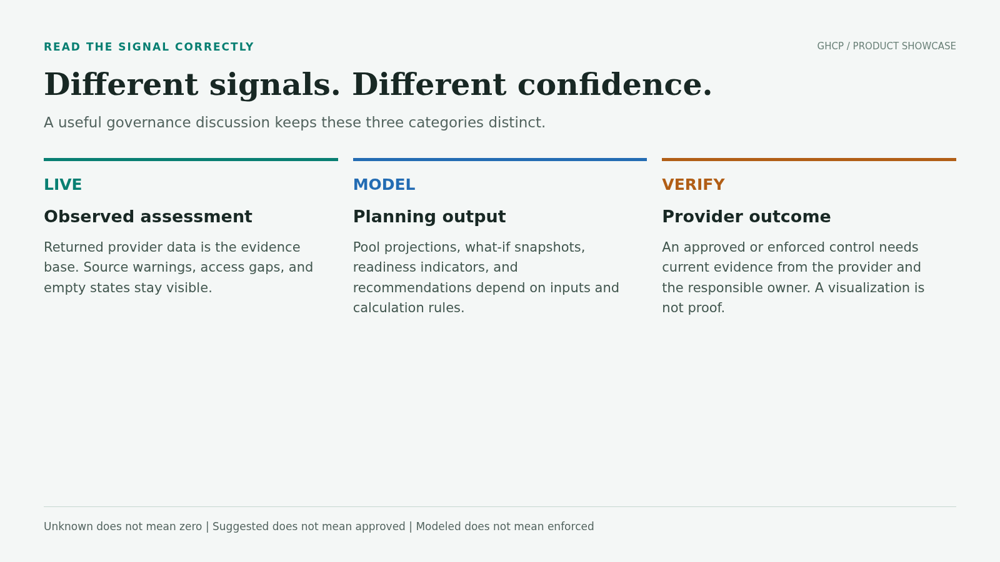 READ THE SIGNAL CORRECTLY
GHCP / PRODUCT SHOWCASE
Different signals. Different confidence.
A useful governance discussion keeps these three categories distinct.
LIVE
Observed assessment
Returned provider data is the evidence
base. Source warnings, access gaps, and
empty states stay visible.
MODEL
Planning output
Pool projections, what-if snapshots,
readiness indicators, and
recommendations depend on inputs and
calculation rules.
VERIFY
Provider outcome
An approved or enforced control needs
current evidence from the provider and
the responsible owner. A visualization is
not proof.
Unknown does not mean zero | Suggested does not mean approved | Modeled does not mean enforced